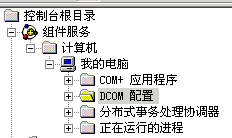 控制台根目录
组件服务
计算机
我的电脑
COM+ 应用程序
DCOM 配置
分布式事务处理协调器
正在运行的进程